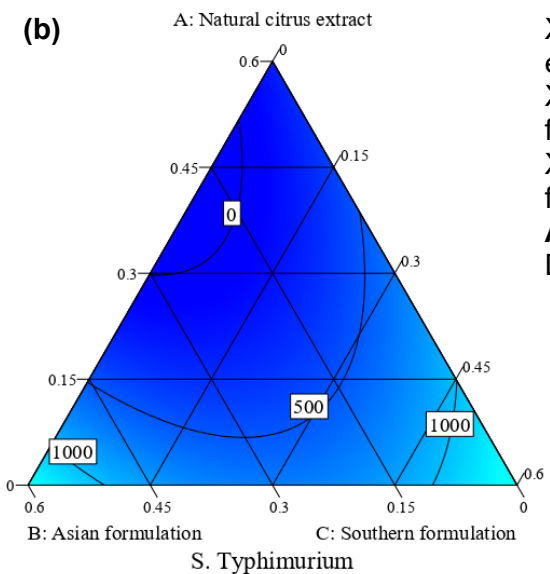 (b)
A: Natural citrus extract
X
0
0.6
e
X
f
0.15
0.45
X
f
0
A
D
0.3
0.3
0.45
0.15
500
1000
1000
0.6
0
0.6
0.45
0.3
0.15
0
B: Asian formulation
C: Southern formulation
S. Typhimurium